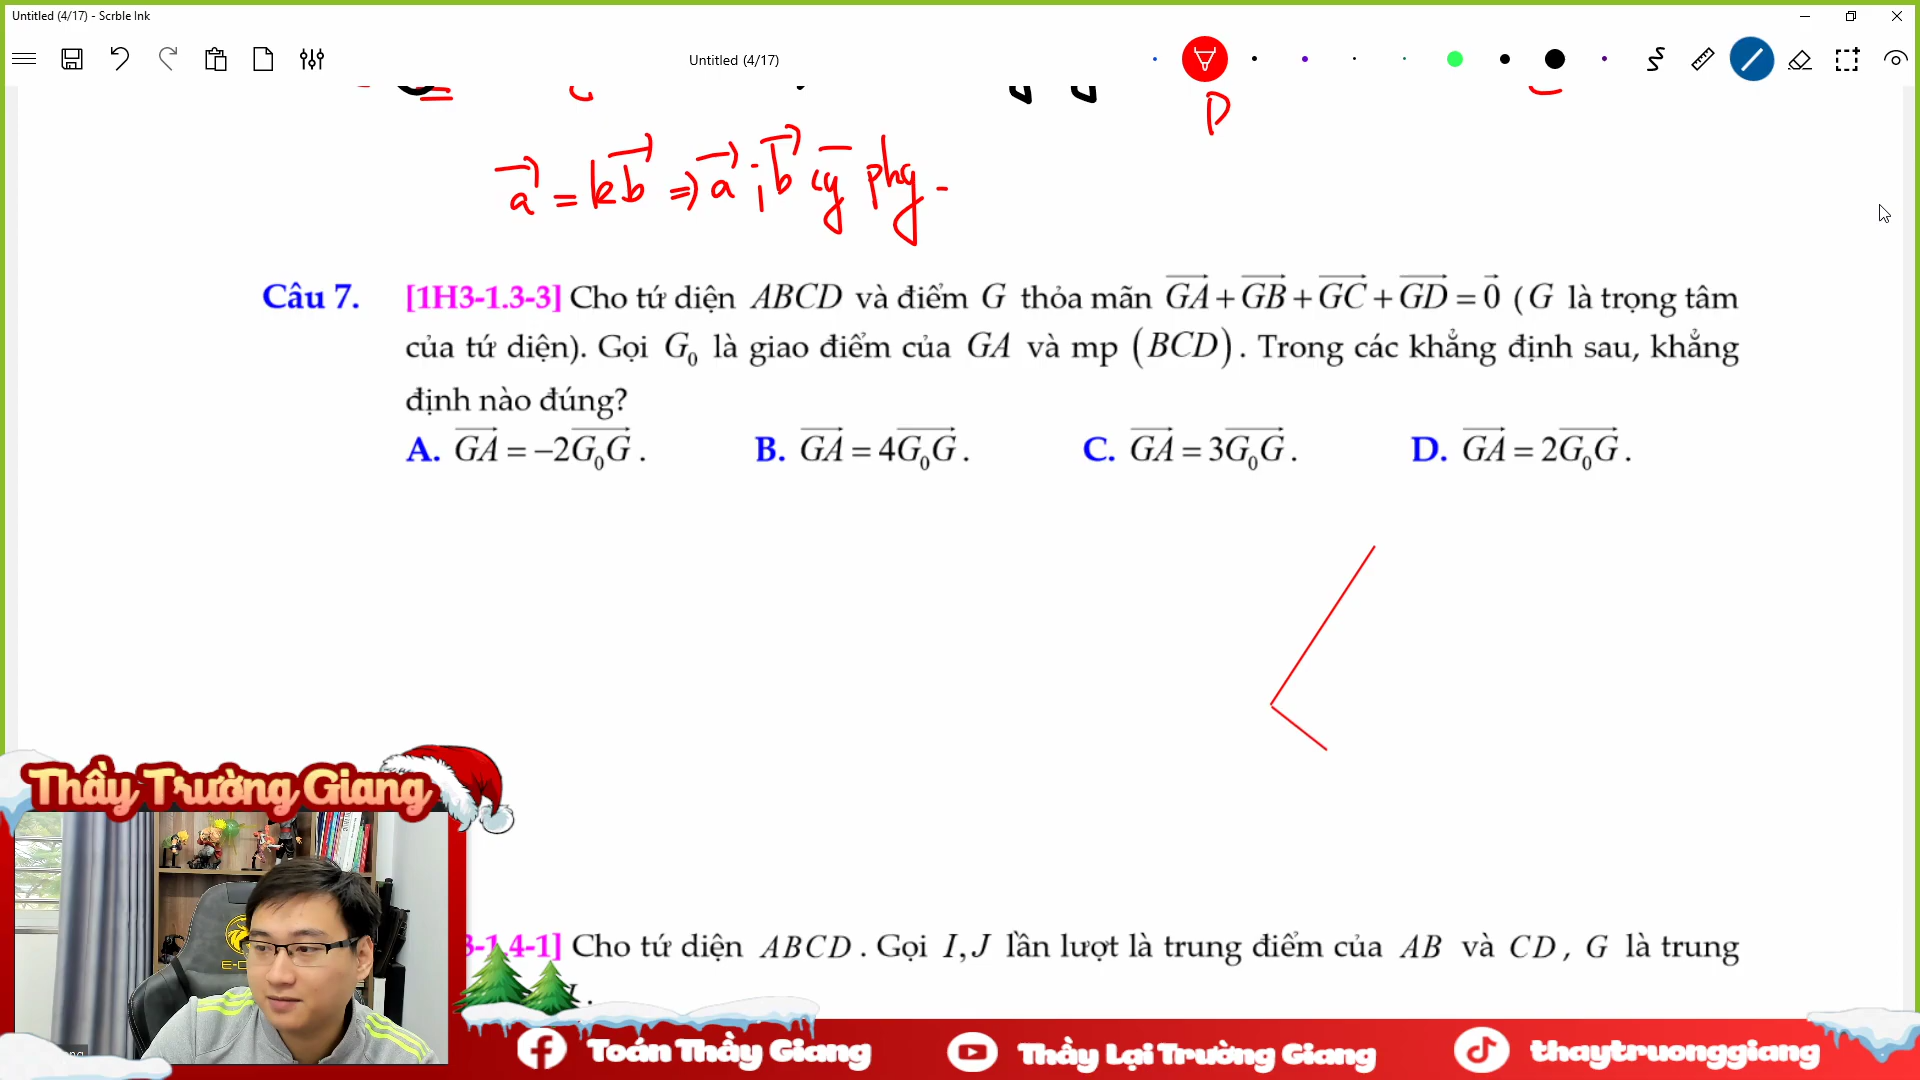 Untitled (4/17) - Scrble Ink
Untitled (4/17)
D
a⃗ = kb⃗ ⇒ a⃗ ; b⃗
Câu 7. [1H3-1.3-3] Cho tứ diện ABCD và điểm G thỏa mãn GA⃗ + GB⃗ + GC⃗ + GD⃗ = 0⃗ (G là trọng tâm
của tứ diện). Gọi G₀ là giao điểm của GA và mp (BCD). Trong các khẳng định sau, khẳng
định nào đúng?
A. GA⃗ = −2G₀G⃗. B. GA⃗ = 4G₀G⃗. C. GA⃗ = 3G₀G⃗. D. GA⃗ = 2G₀G⃗.
3-1.4-1] Cho tứ diện ABCD. Gọi I,J lần lượt là trung điểm của AB và CD, G là trung
Thầy Trường Giang
Toán Thầy Giang
Thầy Lại Trường Giang
thaytruonggiang